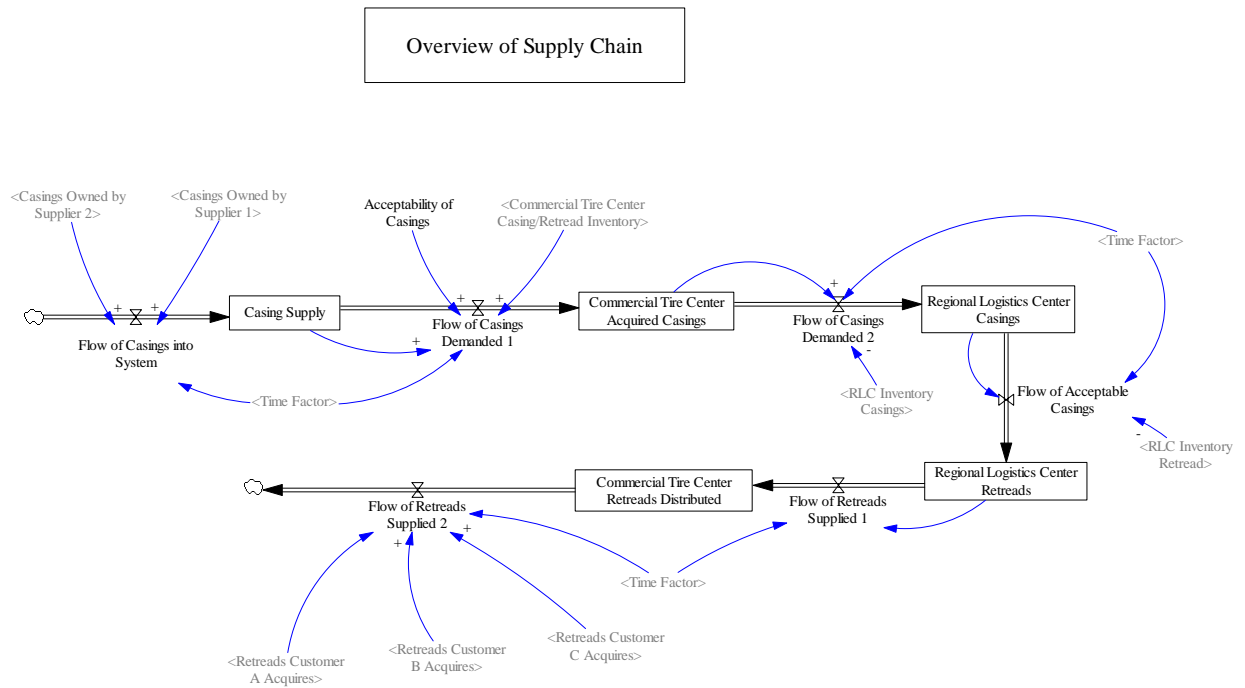 Overview of Supply Chain
<Casings Owned by
Supplier 2>
<Casings Owned by
Supplier 1>
Acceptability of
Casings
<Commercial Tire Center
Casing/Retread Inventory>
<Time Factor>
+
+
+
+
+
Casing Supply
Commercial Tire Center
Acquired Casings
Regional Logistics Center
Casings
Flow of Casings into
System
Flow of Casings
Demanded 1
Flow of Casings
Demanded 2
+
-
<Time Factor>
<RLC Inventory
Casings>
Flow of Acceptable
Casings
-
<RLC Inventory
Retread>
Commercial Tire Center
Retreads Distributed
Regional Logistics Center
Retreads
Flow of Retreads
Supplied 2
Flow of Retreads
Supplied 1
+
+
<Time Factor>
<Retreads Customer
A Acquires>
<Retreads Customer
B Acquires>
<Retreads Customer
C Acquires>